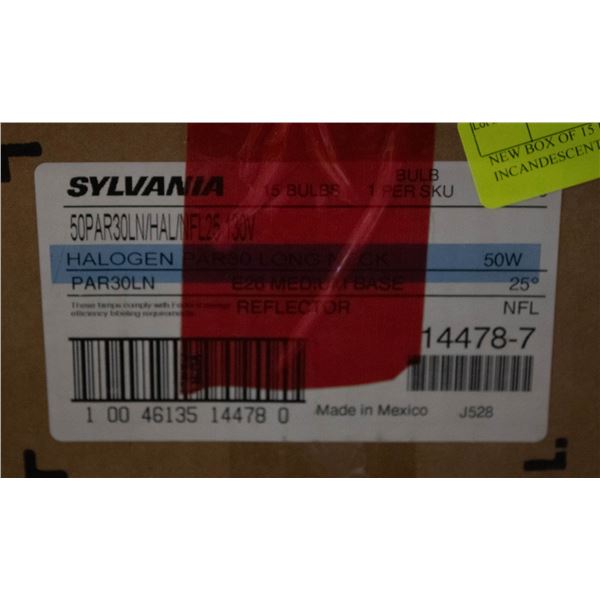 SYLVANIA 15 BULBS BULB 1 PER SKU
50PAR30LN/HAL/NFL25 130V
HALOGEN PAR30 LONG NECK 50W
PAR30LN E26 MEDIUM BASE 25°
These lamps comply with Federal energy efficiency labeling requirements. REFLECTOR NFL
14478-7
1 00 46135 14478 0 Made in Mexico J528
NEW BOX OF 15
INCANDESCENT